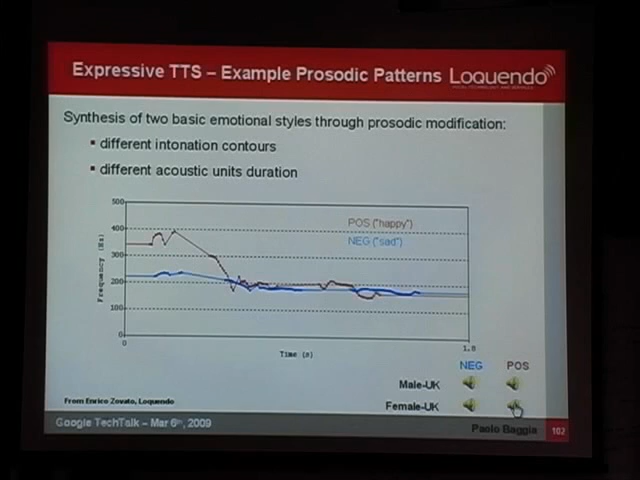 Expressive TTS – Example Prosodic Patterns Loquendo
Synthesis of two basic emotional styles through prosodic modification:
▪ different intonation contours
▪ different acoustic units duration
500
400
300
200
100
0
Frequency (Hz)
POS ("happy")
NEG ("sad")
0
1.8
Time (s)
NEG POS
Male-UK
Female-UK
From Enrico Zovato, Loquendo
Google TechTalk – Mar 6th, 2009
Paolo Baggia 102